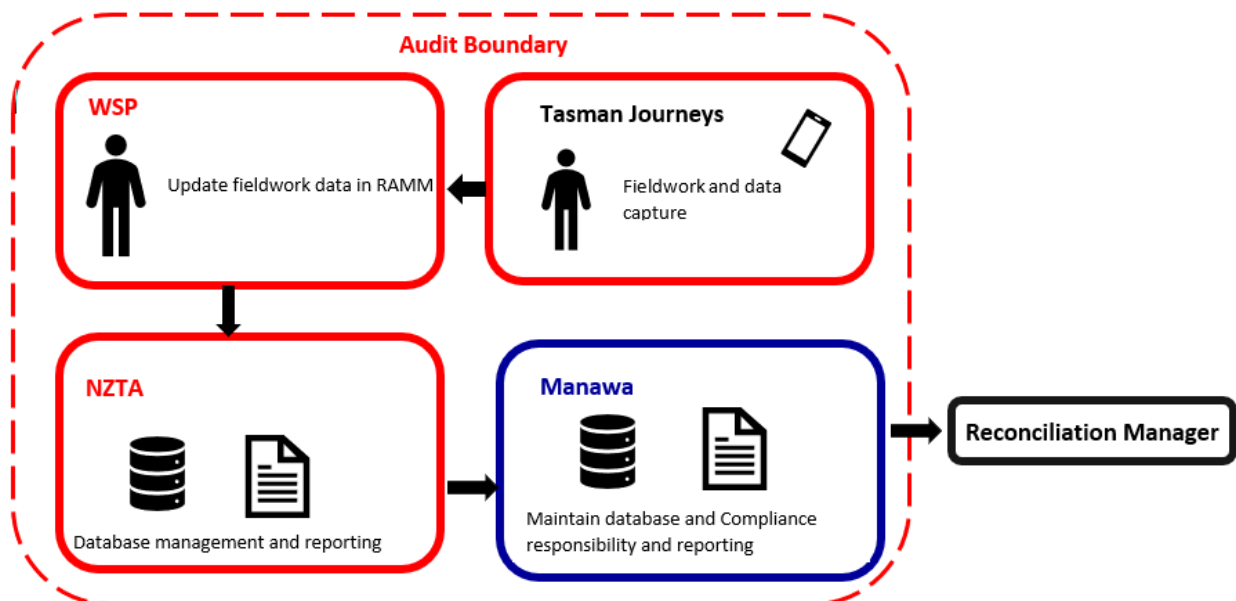 Audit Boundary
WSP
Update fieldwork data in RAMM
Tasman Journeys
Fieldwork and data
capture
NZTA
Database management and reporting
Manawa
Maintain database and Compliance
responsibility and reporting
Reconciliation Manager